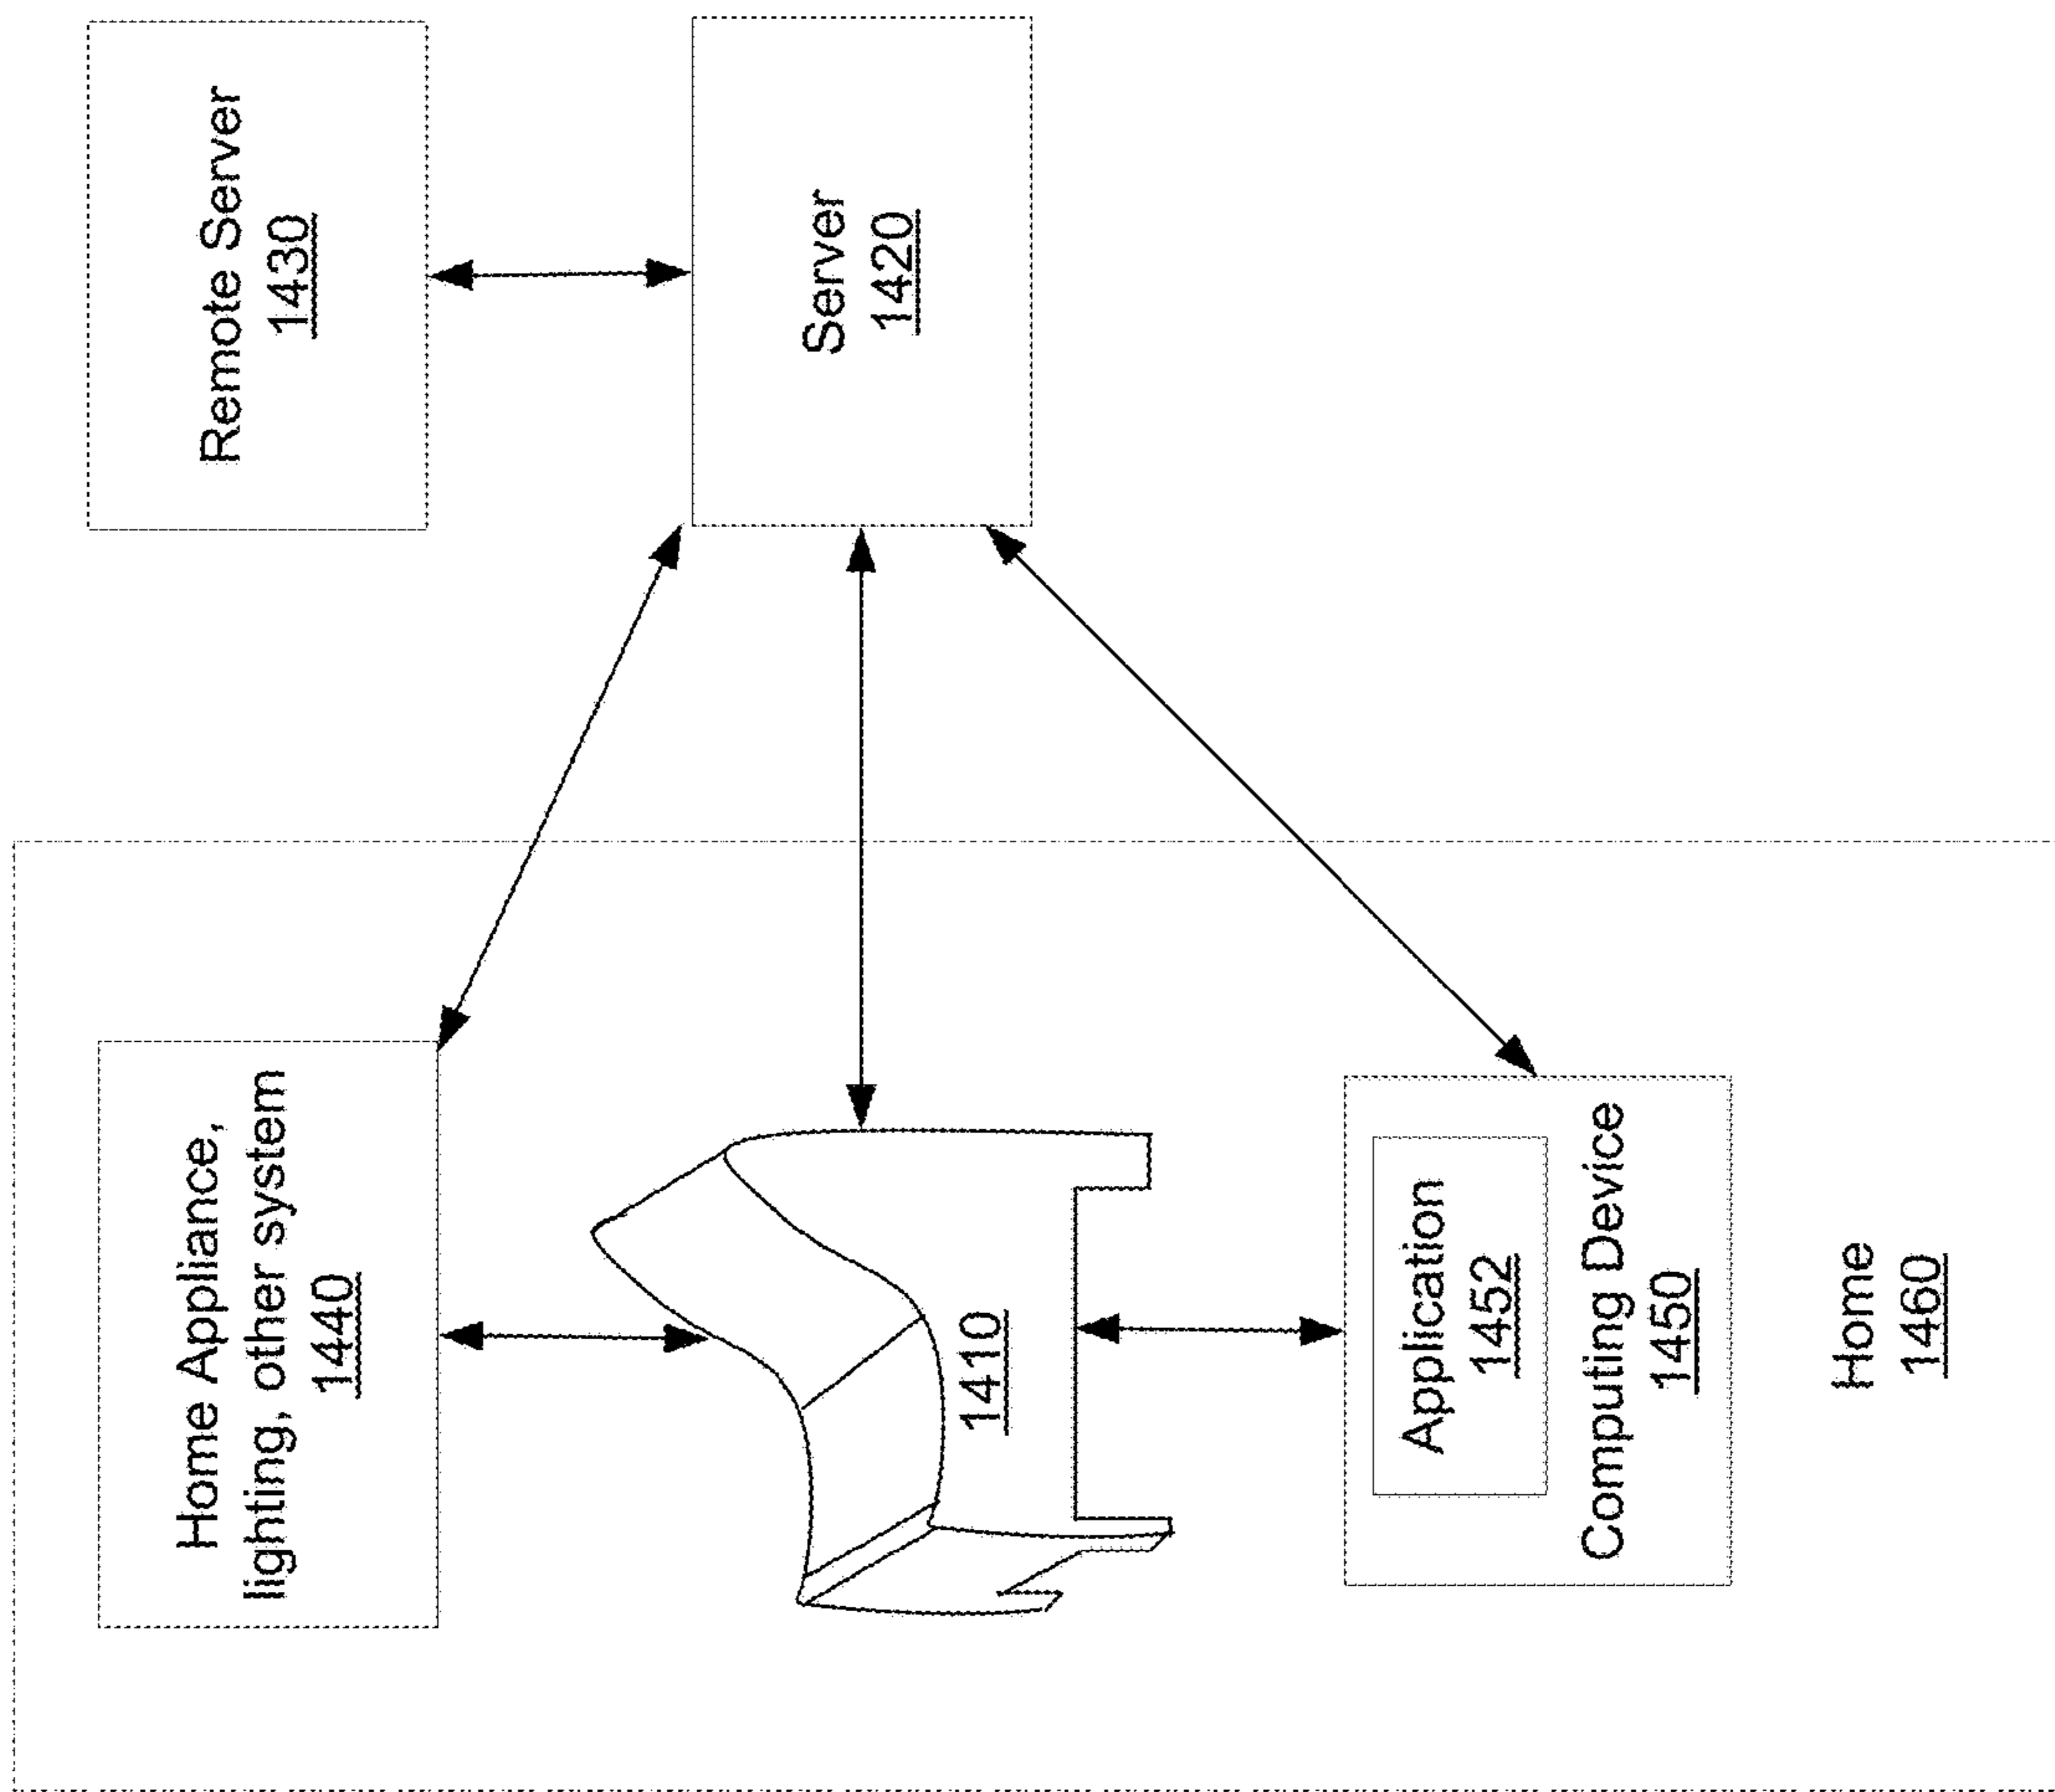 Remote Server
1430
Server
1420
Home Appliance,
lighting, other system
1440
1410
Application
1452
Computing Device
1450
Home
1460